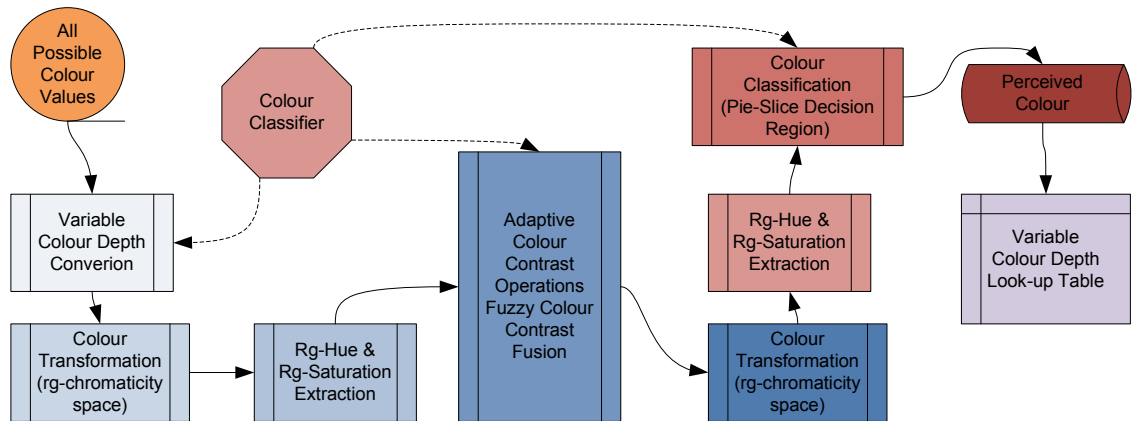 All
Possible
Colour
Values
Colour
Classifier
Colour
Classification
(Pie-Slice Decision
Region)
Perceived
Colour
Variable
Colour Depth
Converion
Adaptive
Colour
Contrast
Operations
Fuzzy Colour
Contrast
Fusion
Rg-Hue &
Rg-Saturation
Extraction
Variable
Colour Depth
Look-up Table
Colour
Transformation
(rg-chromaticity
space)
Rg-Hue &
Rg-Saturation
Extraction
Colour
Transformation
(rg-chromaticity
space)